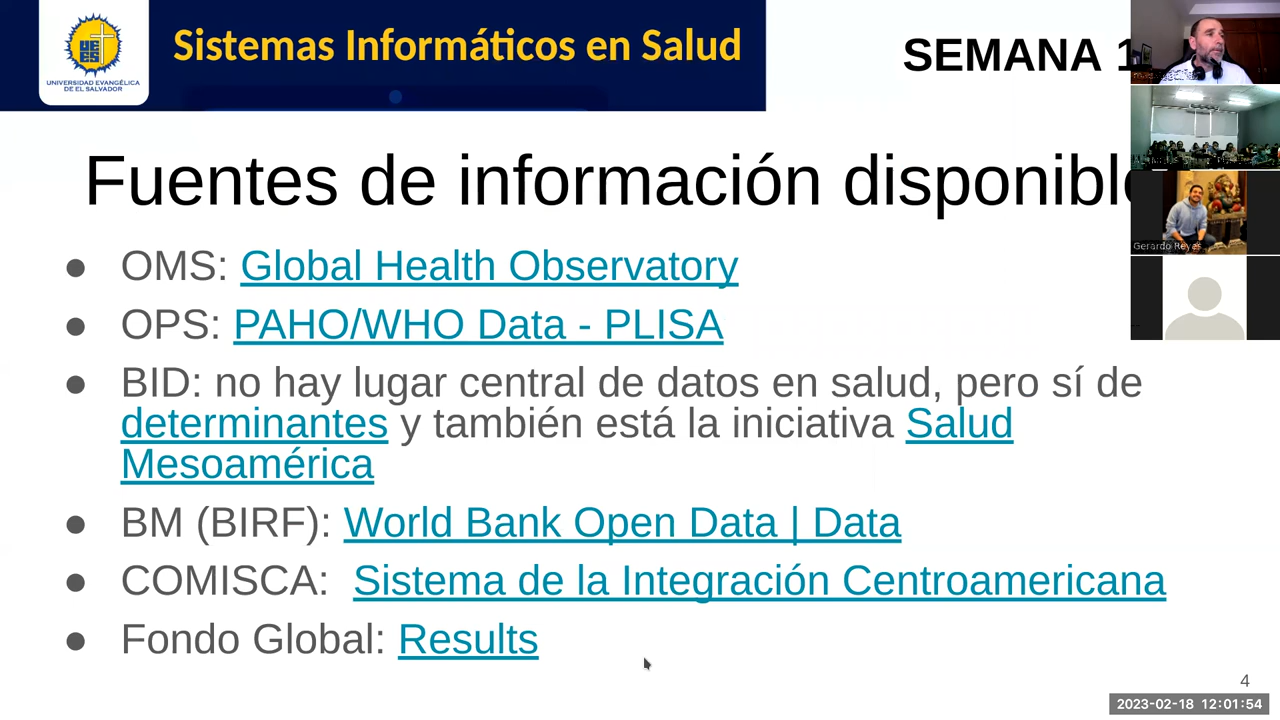 UNIVERSIDAD EVANGÉLICA
DE EL SALVADOR
Sistemas Informáticos en Salud
SEMANA
Fuentes de información
● OMS: Global Health Observatory
● OPS: PAHO/WHO Data - PLISA
● BID: no hay lugar central de datos en salud, pero sí de
determinantes y también está la iniciativa Salud
Mesoamérica
● BM (BIRF): World Bank Open Data | Data
● COMISCA: Sistema de la Integración Centroamericana
● Fondo Global: Results
Gerardo Reyes
4
2023-02-18 12:01:54